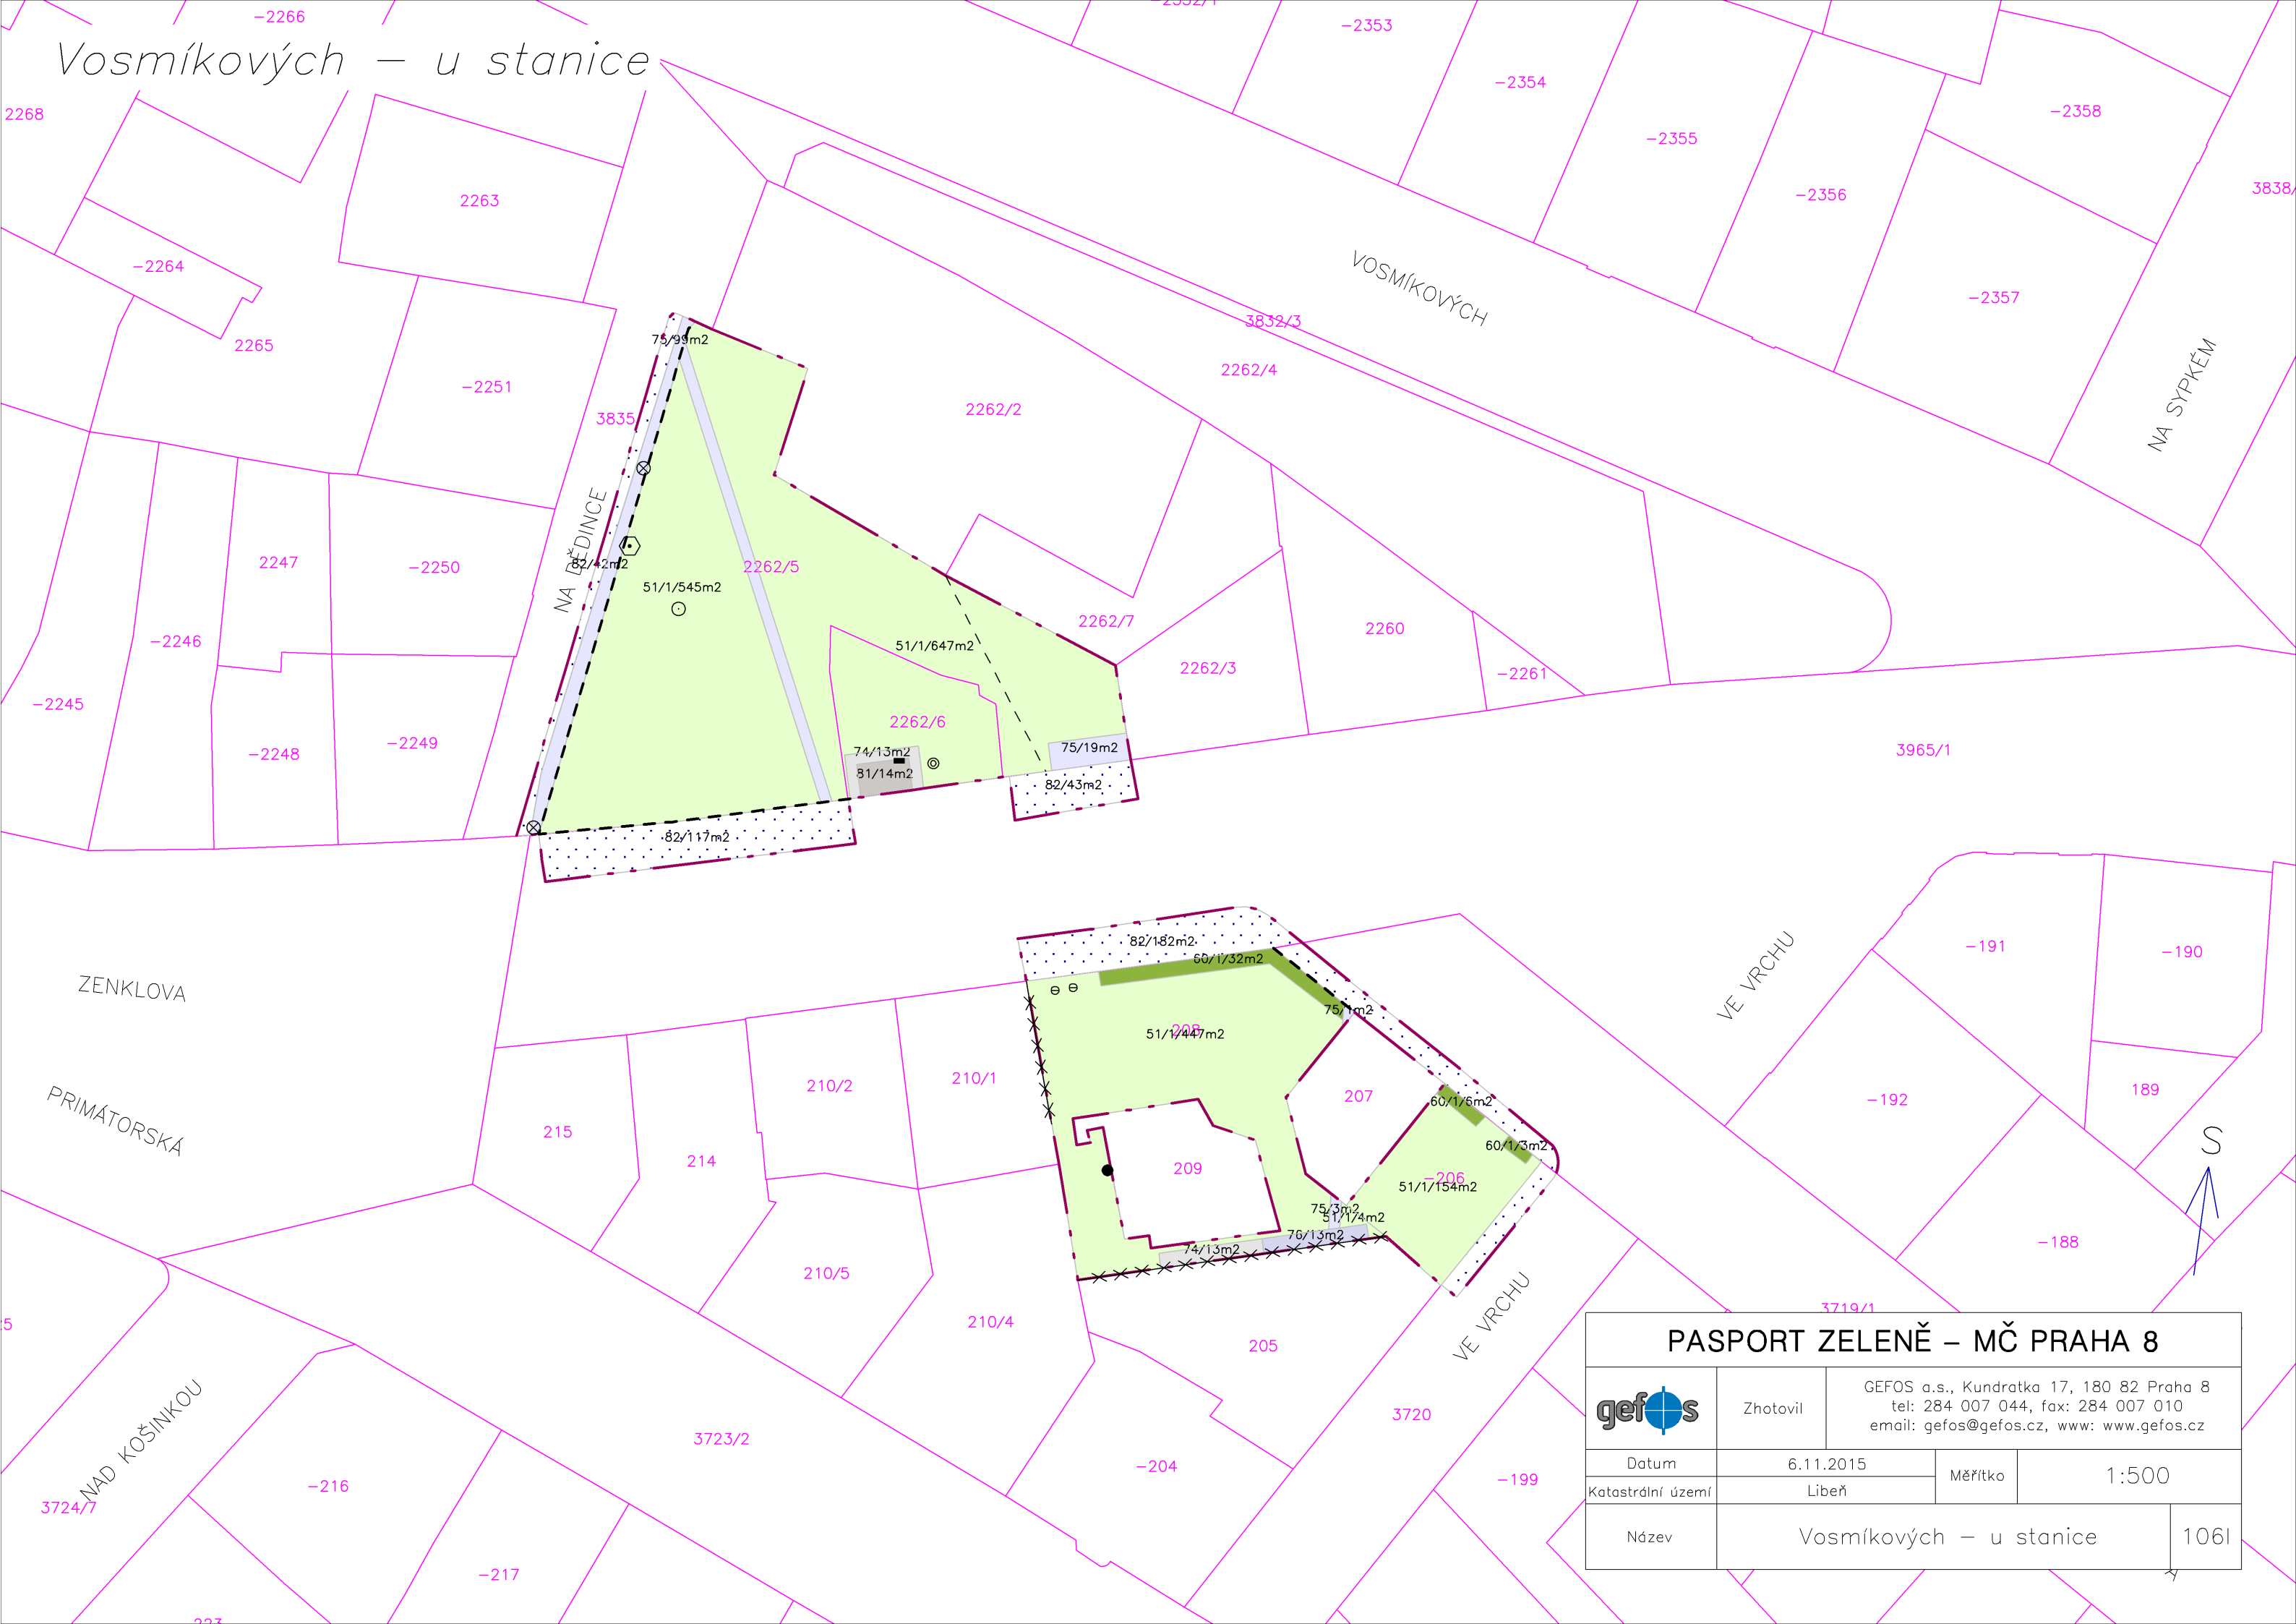 -2266
2332/1
-2353
Vosmíkových - u stanice
-2354
-2358
2268
-2355
3838/
2263
-2356
-2264
VOSMÍKOVÝCH
-2357
3832/3
75/99m2
2265
2262/4
-2251
NA SYPKÉM
2262/2
3835
NA DĚDINCE
2247
-2250
82/42m2
2262/5
51/1/545m2
2262/7
2260
-2246
51/1/647m2
2262/3
-2261
-2245
2262/6
-2249
-2248
74/13m2
75/19m2
3965/1
81/14m2
82/43m2
82/117m2
82/182m2
-191
-190
60/1/32m2
VE VRCHU
ZENKLOVA
75/1m2
208
51/1/447m2
210/1
210/2
207
189
60/1/6m2
-192
PRIMÁTORSKÁ
215
60/1/3m2
S
214
209
-206
51/1/154m2
75/3m2
51/1/4m2
76/13m2
-188
74/13m2
210/5
VE VRCHU
3719/1
210/4
25
205
PASPORT ZELENĚ - MČ PRAHA 8
gefos
Zhotovil
GEFOS a.s., Kundratka 17, 180 82 Praha 8
tel: 284 007 044, fax: 284 007 010
email: gefos@gefos.cz, www: www.gefos.cz
3720
NAD KOŠINKOU
3723/2
Datum
6.11.2015
Měřítko
1:500
-204
-199
-216
Katastrální území
Libeň
3724/7
Název
Vosmíkových - u stanice
106I
-217
223